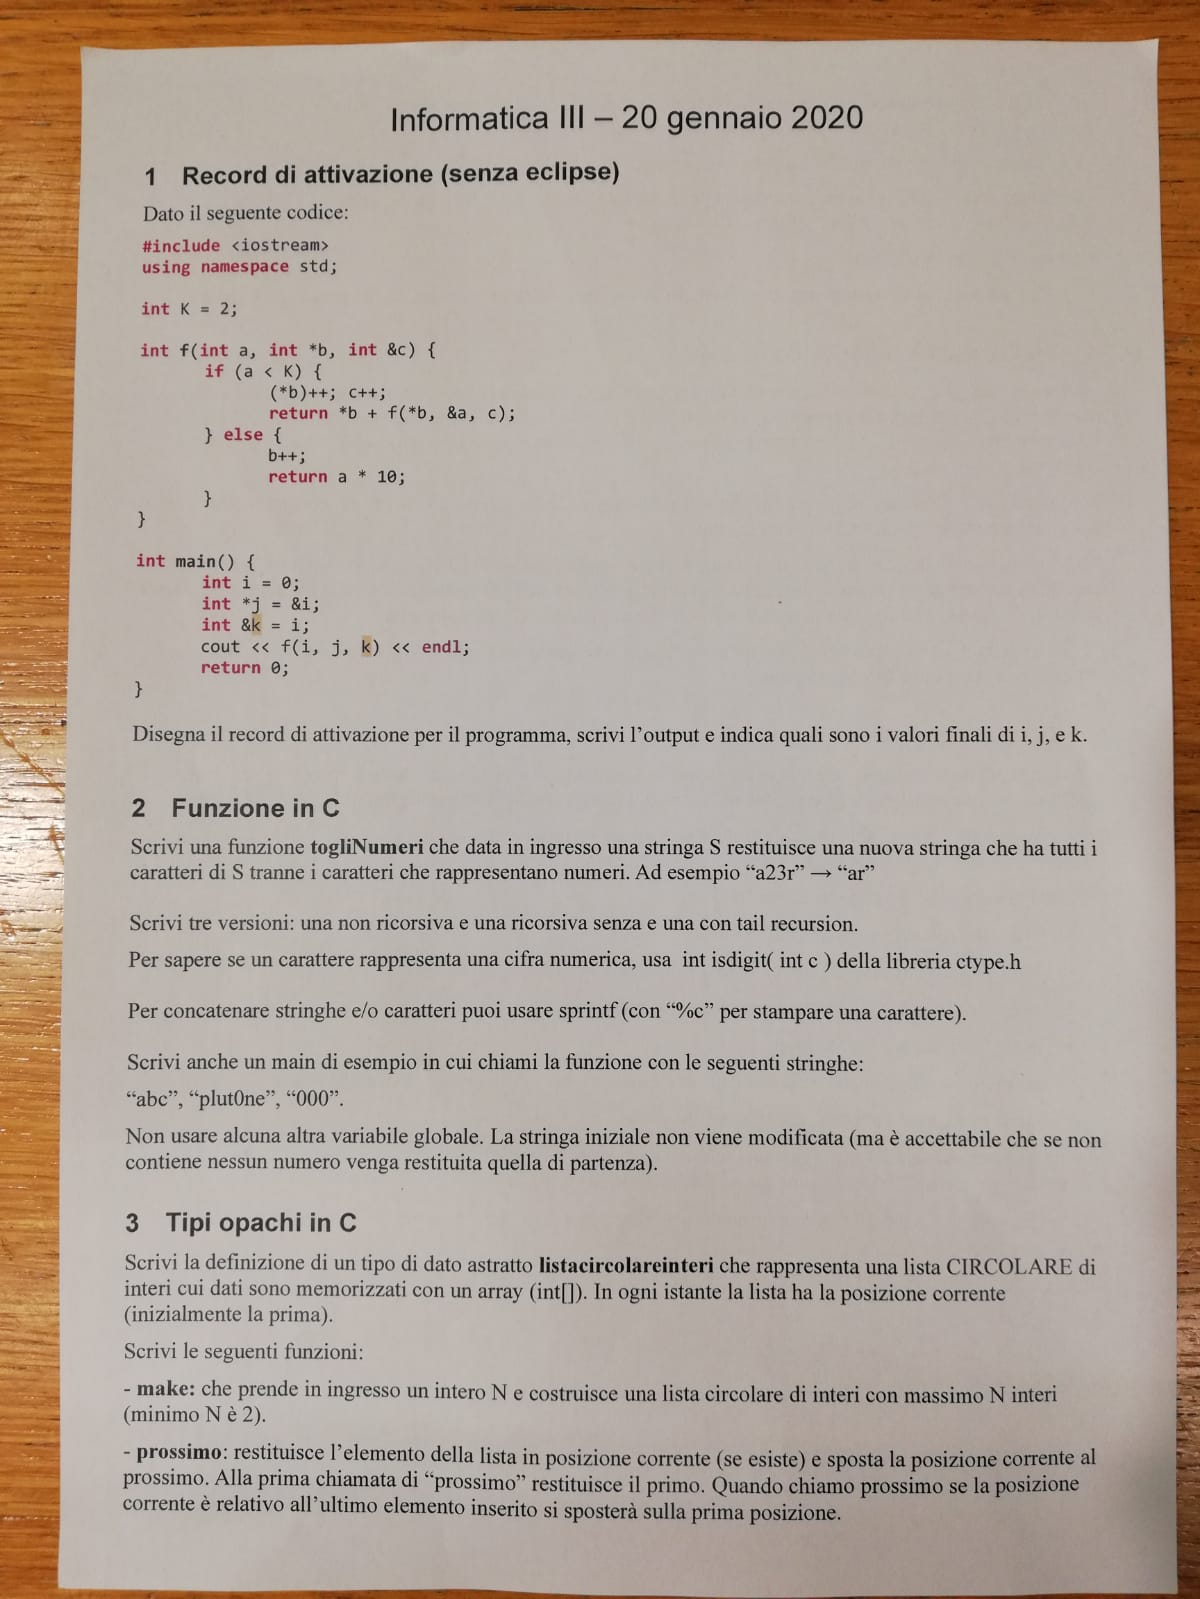 Informatica III – 20 gennaio 2020
1 Record di attivazione (senza eclipse)
Dato il seguente codice:
#include <iostream>
using namespace std;
int K = 2;
int f(int a, int *b, int &c) {
if (a < K) {
(*b)++; c++;
return *b + f(*b, &a, c);
} else {
b++;
return a * 10;
}
}
int main() {
int i = 0;
int *j = &i;
int &k = i;
cout << f(i, j, k) << endl;
return 0;
}
Disegna il record di attivazione per il programma, scrivi l’output e indica quali sono i valori finali di i, j, e k.
2 Funzione in C
Scrivi una funzione togliNumeri che data in ingresso una stringa S restituisce una nuova stringa che ha tutti i
caratteri di S tranne i caratteri che rappresentano numeri. Ad esempio “a23r” → “ar”
Scrivi tre versioni: una non ricorsiva e una ricorsiva senza e una con tail recursion.
Per sapere se un carattere rappresenta una cifra numerica, usa int isdigit( int c ) della libreria ctype.h
Per concatenare stringhe e/o caratteri puoi usare sprintf (con “%c” per stampare una carattere).
Scrivi anche un main di esempio in cui chiami la funzione con le seguenti stringhe:
“abc”, “plut0ne”, “000”.
Non usare alcuna altra variabile globale. La stringa iniziale non viene modificata (ma è accettabile che se non
contiene nessun numero venga restituita quella di partenza).
3 Tipi opachi in C
Scrivi la definizione di un tipo di dato astratto listacircolareinteri che rappresenta una lista CIRCOLARE di
interi cui dati sono memorizzati con un array (int[]). In ogni istante la lista ha la posizione corrente
(inizialmente la prima).
Scrivi le seguenti funzioni:
- make: che prende in ingresso un intero N e costruisce una lista circolare di interi con massimo N interi
(minimo N è 2).
- prossimo: restituisce l’elemento della lista in posizione corrente (se esiste) e sposta la posizione corrente al
prossimo. Alla prima chiamata di “prossimo” restituisce il primo. Quando chiamo prossimo se la posizione
corrente è relativo all’ultimo elemento inserito si sposterà sulla prima posizione.